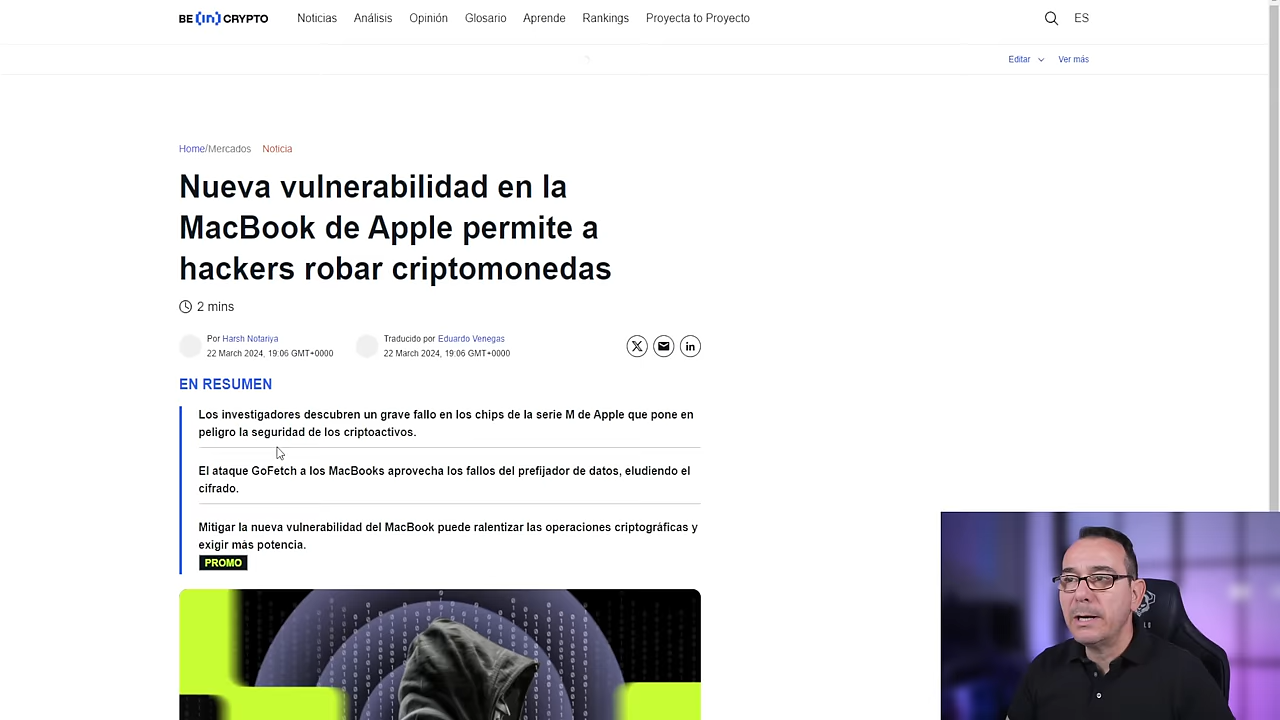 BE[in]CRYPTO Noticias Análisis Opinión Glosario Aprende Rankings Proyecta to Proyecto ES
Editar Ver más
Home/Mercados Noticia
Nueva vulnerabilidad en la
MacBook de Apple permite a
hackers robar criptomonedas
2 mins
Por Harsh Notariya
22 March 2024, 19:06 GMT+0000
Traducido por Eduardo Venegas
22 March 2024, 19:06 GMT+0000
EN RESUMEN
Los investigadores descubren un grave fallo en los chips de la serie M de Apple que pone en
peligro la seguridad de los criptoactivos.
El ataque GoFetch a los MacBooks aprovecha los fallos del prefijador de datos, eludiendo el
cifrado.
Mitigar la nueva vulnerabilidad del MacBook puede ralentizar las operaciones criptográficas y
exigir más potencia.
PROMO